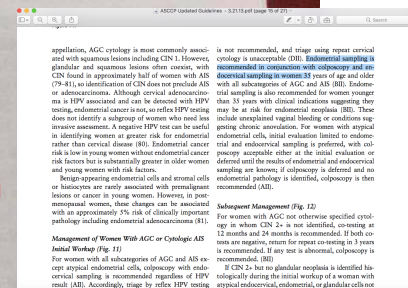 ASCCP Updated Guidelines - 3.21.13.pdf (page 15 of 27)
Search
appellation, AGC cytology is most commonly associ-
ated with squamous lesions including CIN 1. However,
glandular and squamous lesions often coexist, with
CIN found in approximately half of women with AIS
(79–81), so identification of CIN does not preclude AIS
or adenocarcinoma. Although cervical adenocarcino-
ma is HPV associated and can be detected with HPV
testing, endometrial cancer is not, so reflex HPV testing
does not identify a subgroup of women who need less
invasive assessment. A negative HPV test can be useful
in identifying women at greater risk for endometrial
rather than cervical disease (80). Endometrial cancer
risk is low in young women without endometrial cancer
risk factors but is substantially greater in older women
and young women with risk factors.
Benign-appearing endometrial cells and stromal cells
or histiocytes are rarely associated with premalignant
lesions or cancer in young women. However, in post-
menopausal women, these changes can be associated
with an approximately 5% risk of clinically important
pathology including endometrial adenocarcinoma (81).
Management of Women With AGC or Cytologic AIS
Initial Workup (Fig. 11)
For women with all subcategories of AGC and AIS ex-
cept atypical endometrial cells, colposcopy with endo-
cervical sampling is recommended regardless of HPV
result (AII). Accordingly, triage by reflex HPV testing
is not recommended, and triage using repeat cervical
cytology is unacceptable (DII). Endometrial sampling is
recommended in conjunction with colposcopy and en-
docervical sampling in women 35 years of age and older
with all subcategories of AGC and AIS (BII). Endome-
trial sampling is also recommended for women younger
than 35 years with clinical indications suggesting they
may be at risk for endometrial neoplasia (BII). These
include unexplained vaginal bleeding or conditions sug-
gesting chronic anovulation. For women with atypical
endometrial cells, initial evaluation limited to endome-
trial and endocervical sampling is preferred, with col-
poscopy acceptable either at the initial evaluation or
deferred until the results of endometrial and endocervical
sampling are known; if colposcopy is deferred and no
endometrial pathology is identified, colposcopy is then
recommended (AII).
Subsequent Management (Fig. 12)
For women with AGC not otherwise specified cytol-
ogy in whom CIN 2+ is not identified, co-testing at
12 months and 24 months is recommended. If both co-
tests are negative, return for repeat co-testing in 3 years
is recommended. If any test is abnormal, colposcopy is
recommended. (BII)
If CIN 2+ but no glandular neoplasia is identified his-
tologically during the initial workup of a woman with
atypical endocervical, endometrial, or glandular cells not